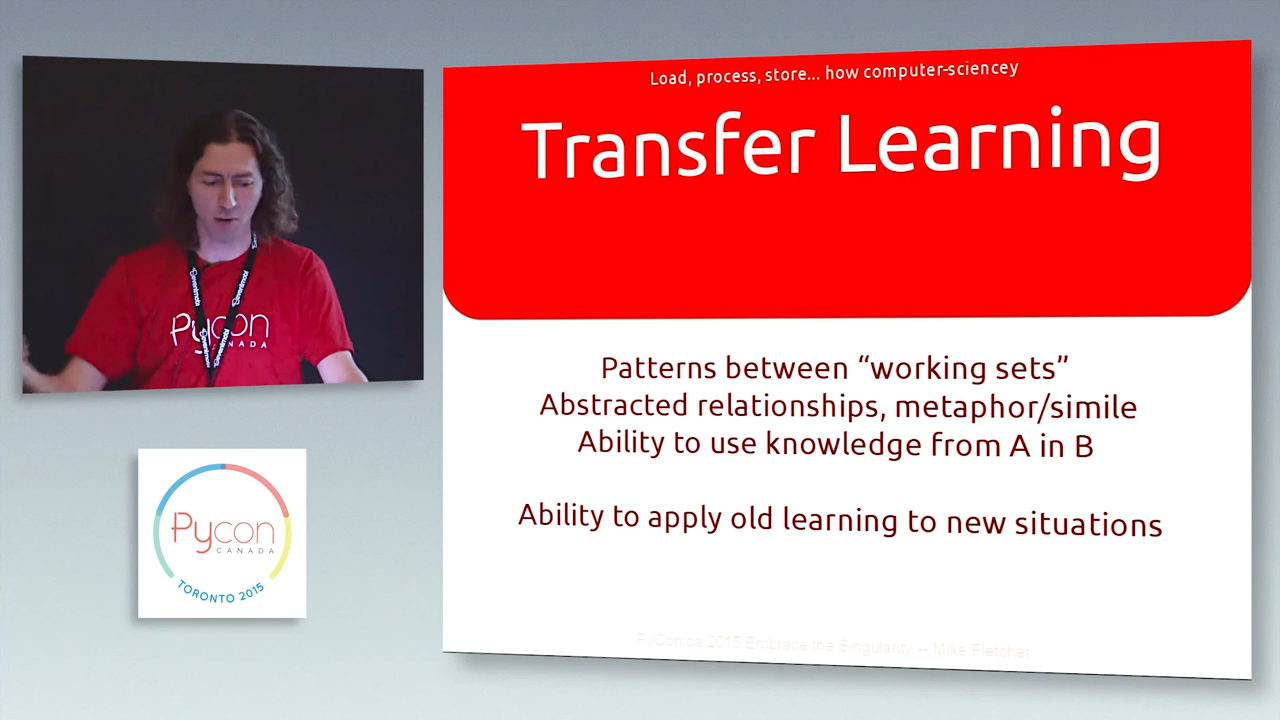 Load, process, store... how computer-sciencey
Transfer Learning
Patterns between “working sets”
Abstracted relationships, metaphor/simile
Ability to use knowledge from A in B
Ability to apply old learning to new situations
PyCon.ca 2015 Embrace the Singularity -- Mike Fletcher
Pycon
CANADA
Pycon
CANADA
TORONTO 2015